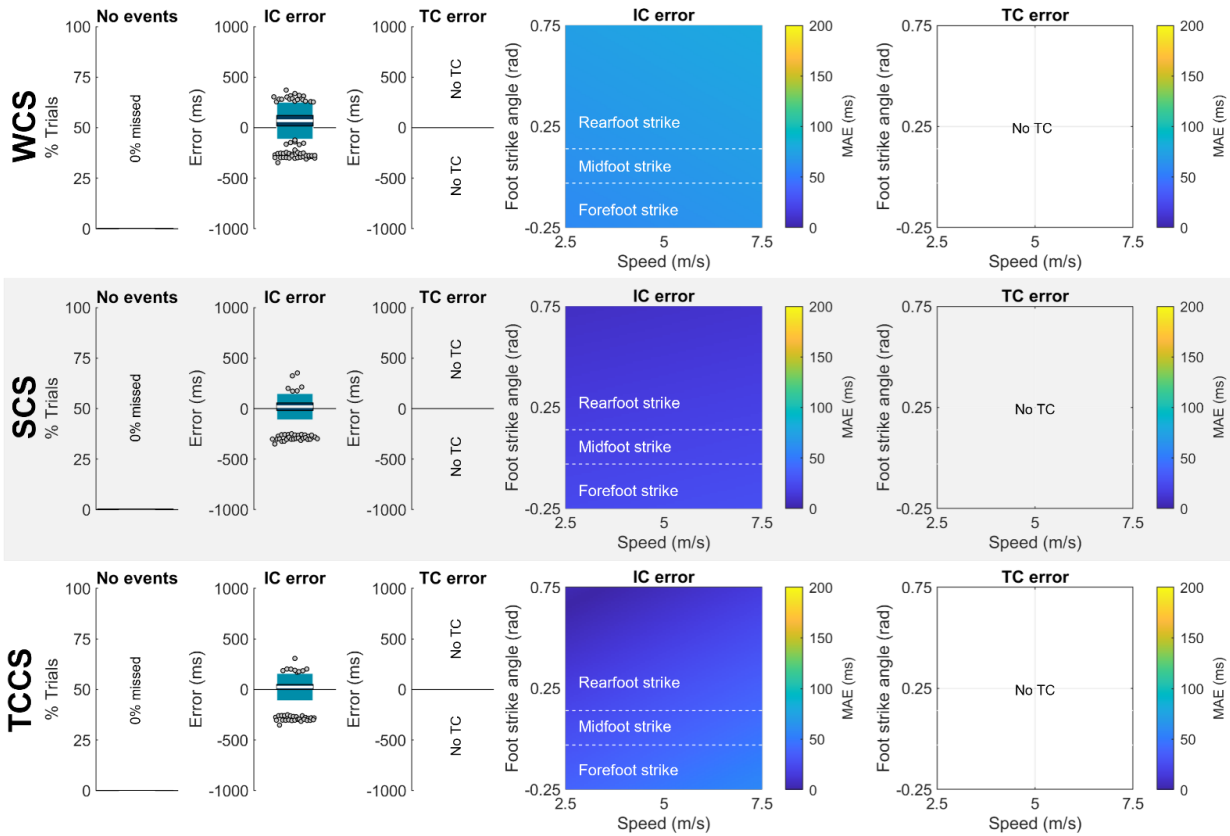 WCS
No events
% Trials
100
75
50
25
0
0% missed
IC error
Error (ms)
1000
500
0
-500
-1000
TC error
Error (ms)
1000
500
0
-500
-1000
No TC
No TC
IC error
Foot strike angle (rad)
0.75
0.25
-0.25
Rearfoot strike
Midfoot strike
Forefoot strike
2.5
5
7.5
Speed (m/s)
200
150
100
50
0
MAE (ms)
TC error
Foot strike angle (rad)
0.75
0.25
-0.25
No TC
2.5
5
7.5
Speed (m/s)
200
150
100
50
0
MAE (ms)
SCS
No events
% Trials
100
75
50
25
0
0% missed
IC error
Error (ms)
1000
500
0
-500
-1000
TC error
Error (ms)
1000
500
0
-500
-1000
No TC
No TC
IC error
Foot strike angle (rad)
0.75
0.25
-0.25
Rearfoot strike
Midfoot strike
Forefoot strike
2.5
5
7.5
Speed (m/s)
200
150
100
50
0
MAE (ms)
TC error
Foot strike angle (rad)
0.75
0.25
-0.25
No TC
2.5
5
7.5
Speed (m/s)
200
150
100
50
0
MAE (ms)
TCCS
No events
% Trials
100
75
50
25
0
0% missed
IC error
Error (ms)
1000
500
0
-500
-1000
TC error
Error (ms)
1000
500
0
-500
-1000
No TC
No TC
IC error
Foot strike angle (rad)
0.75
0.25
-0.25
Rearfoot strike
Midfoot strike
Forefoot strike
2.5
5
7.5
Speed (m/s)
200
150
100
50
0
MAE (ms)
TC error
Foot strike angle (rad)
0.75
0.25
-0.25
No TC
2.5
5
7.5
Speed (m/s)
200
150
100
50
0
MAE (ms)